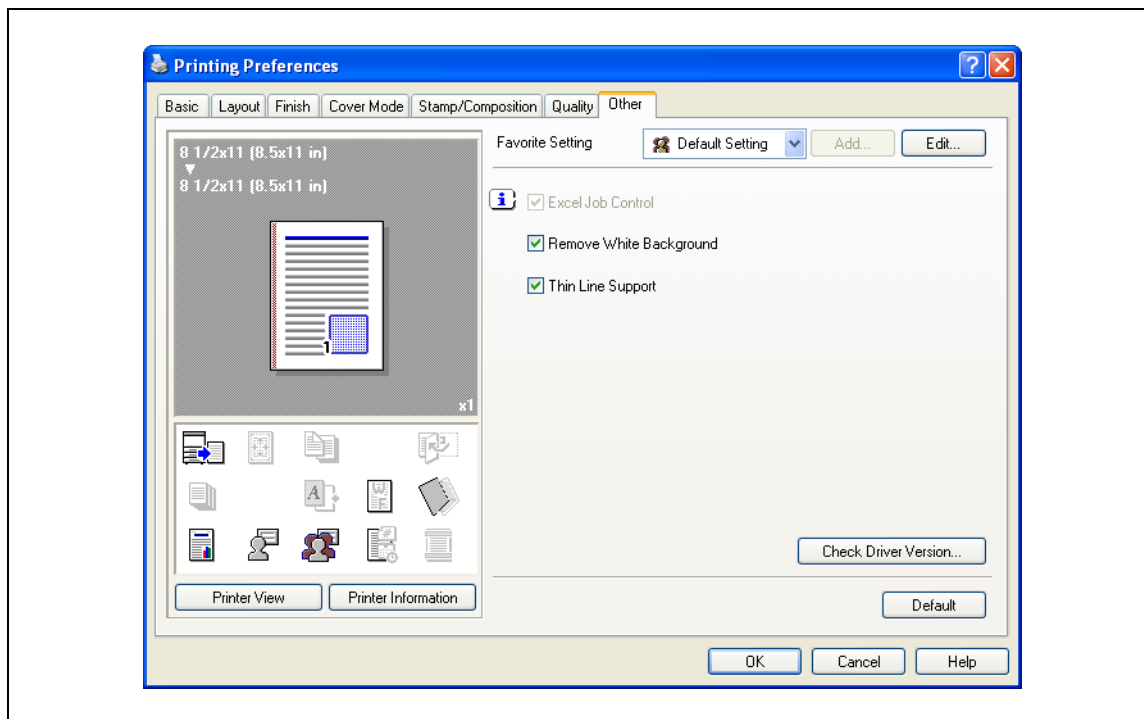 Printing Preferences
Basic Layout Finish Cover Mode Stamp/Composition Quality Other
8 1/2x11 (8.5x11 in)
8 1/2x11 (8.5x11 in)
1
x1
Printer View Printer Information
Favorite Setting Default Setting Add... Edit...
Excel Job Control
Remove White Background
Thin Line Support
Check Driver Version...
Default
OK Cancel Help